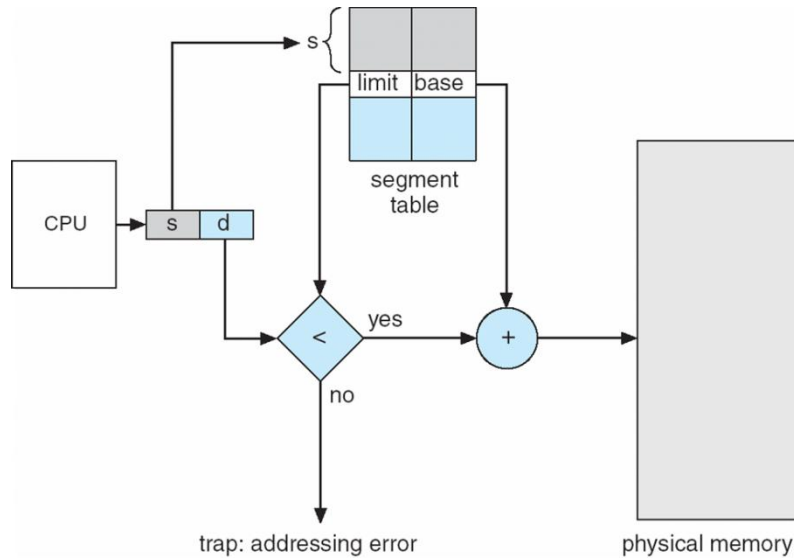 s
limit base
segment
table
CPU
s d
<
yes
+
no
trap: addressing error
physical memory